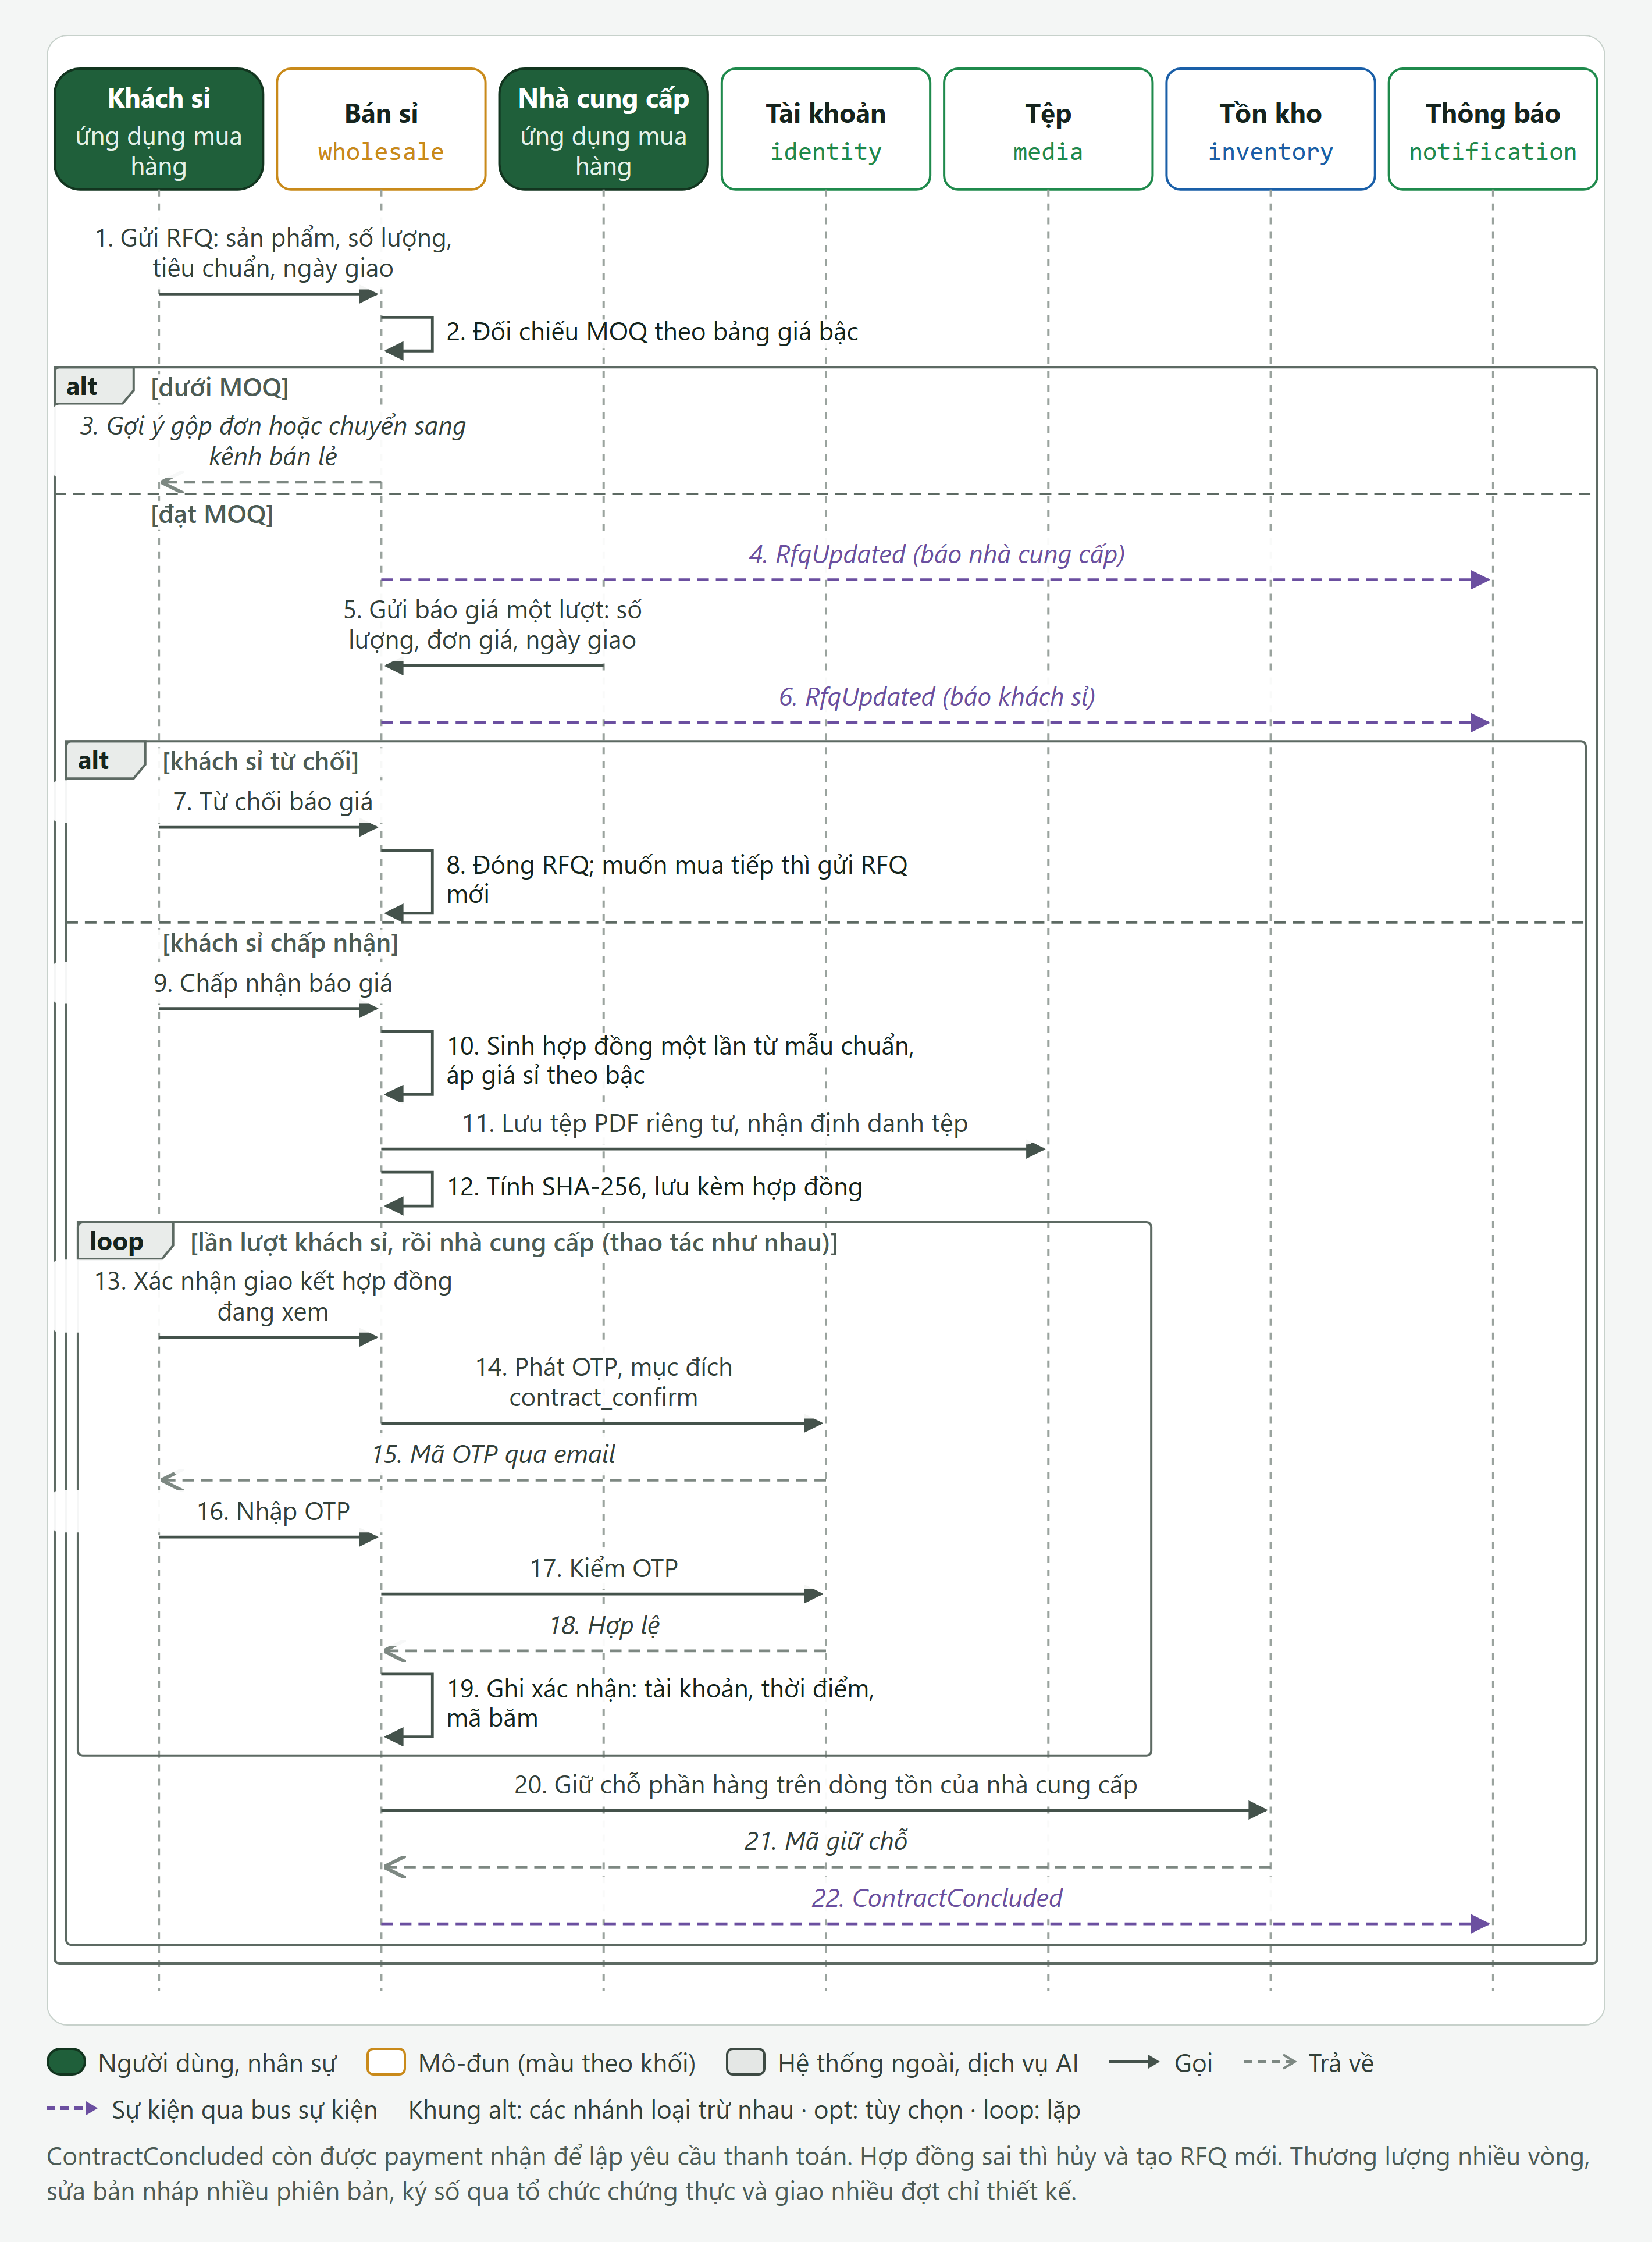 Khách sỉ
ứng dụng mua
hàng
Bán sỉ
wholesale
Nhà cung cấp
ứng dụng mua
hàng
Tài khoản
identity
Tệp
media
Tồn kho
inventory
Thông báo
notification
1. Gửi RFQ: sản phẩm, số lượng,
tiêu chuẩn, ngày giao
2. Đối chiếu MOQ theo bảng giá bậc
alt [dưới MOQ]
3. Gợi ý gộp đơn hoặc chuyển sang
kênh bán lẻ
[đạt MOQ]
4. RfqUpdated (báo nhà cung cấp)
5. Gửi báo giá một lượt: số
lượng, đơn giá, ngày giao
6. RfqUpdated (báo khách sỉ)
alt [khách sỉ từ chối]
7. Từ chối báo giá
8. Đóng RFQ; muốn mua tiếp thì gửi RFQ
mới
[khách sỉ chấp nhận]
9. Chấp nhận báo giá
10. Sinh hợp đồng một lần từ mẫu chuẩn,
áp giá sỉ theo bậc
11. Lưu tệp PDF riêng tư, nhận định danh tệp
12. Tính SHA-256, lưu kèm hợp đồng
loop [lần lượt khách sỉ, rồi nhà cung cấp (thao tác như nhau)]
13. Xác nhận giao kết hợp đồng
đang xem
14. Phát OTP, mục đích
contract_confirm
15. Mã OTP qua email
16. Nhập OTP
17. Kiểm OTP
18. Hợp lệ
19. Ghi xác nhận: tài khoản, thời điểm,
mã băm
20. Giữ chỗ phần hàng trên dòng tồn của nhà cung cấp
21. Mã giữ chỗ
22. ContractConcluded
Người dùng, nhân sự
Mô-đun (màu theo khối)
Hệ thống ngoài, dịch vụ AI
Gọi
Trả về
Sự kiện qua bus sự kiện
Khung alt: các nhánh loại trừ nhau · opt: tùy chọn · loop: lặp
ContractConcluded còn được payment nhận để lập yêu cầu thanh toán. Hợp đồng sai thì hủy và tạo RFQ mới. Thương lượng nhiều vòng,
sửa bản nháp nhiều phiên bản, ký số qua tổ chức chứng thực và giao nhiều đợt chỉ thiết kế.